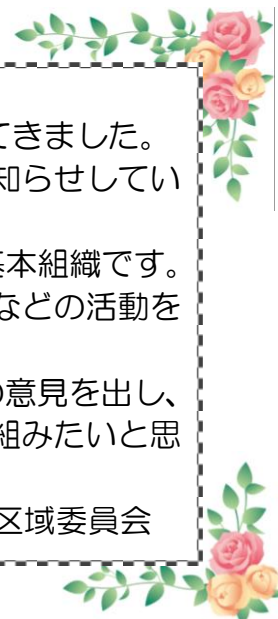 てきました。
知らせしてい
基本組織です。
などの活動を
の意見を出し、
組みたいと思
区域委員会